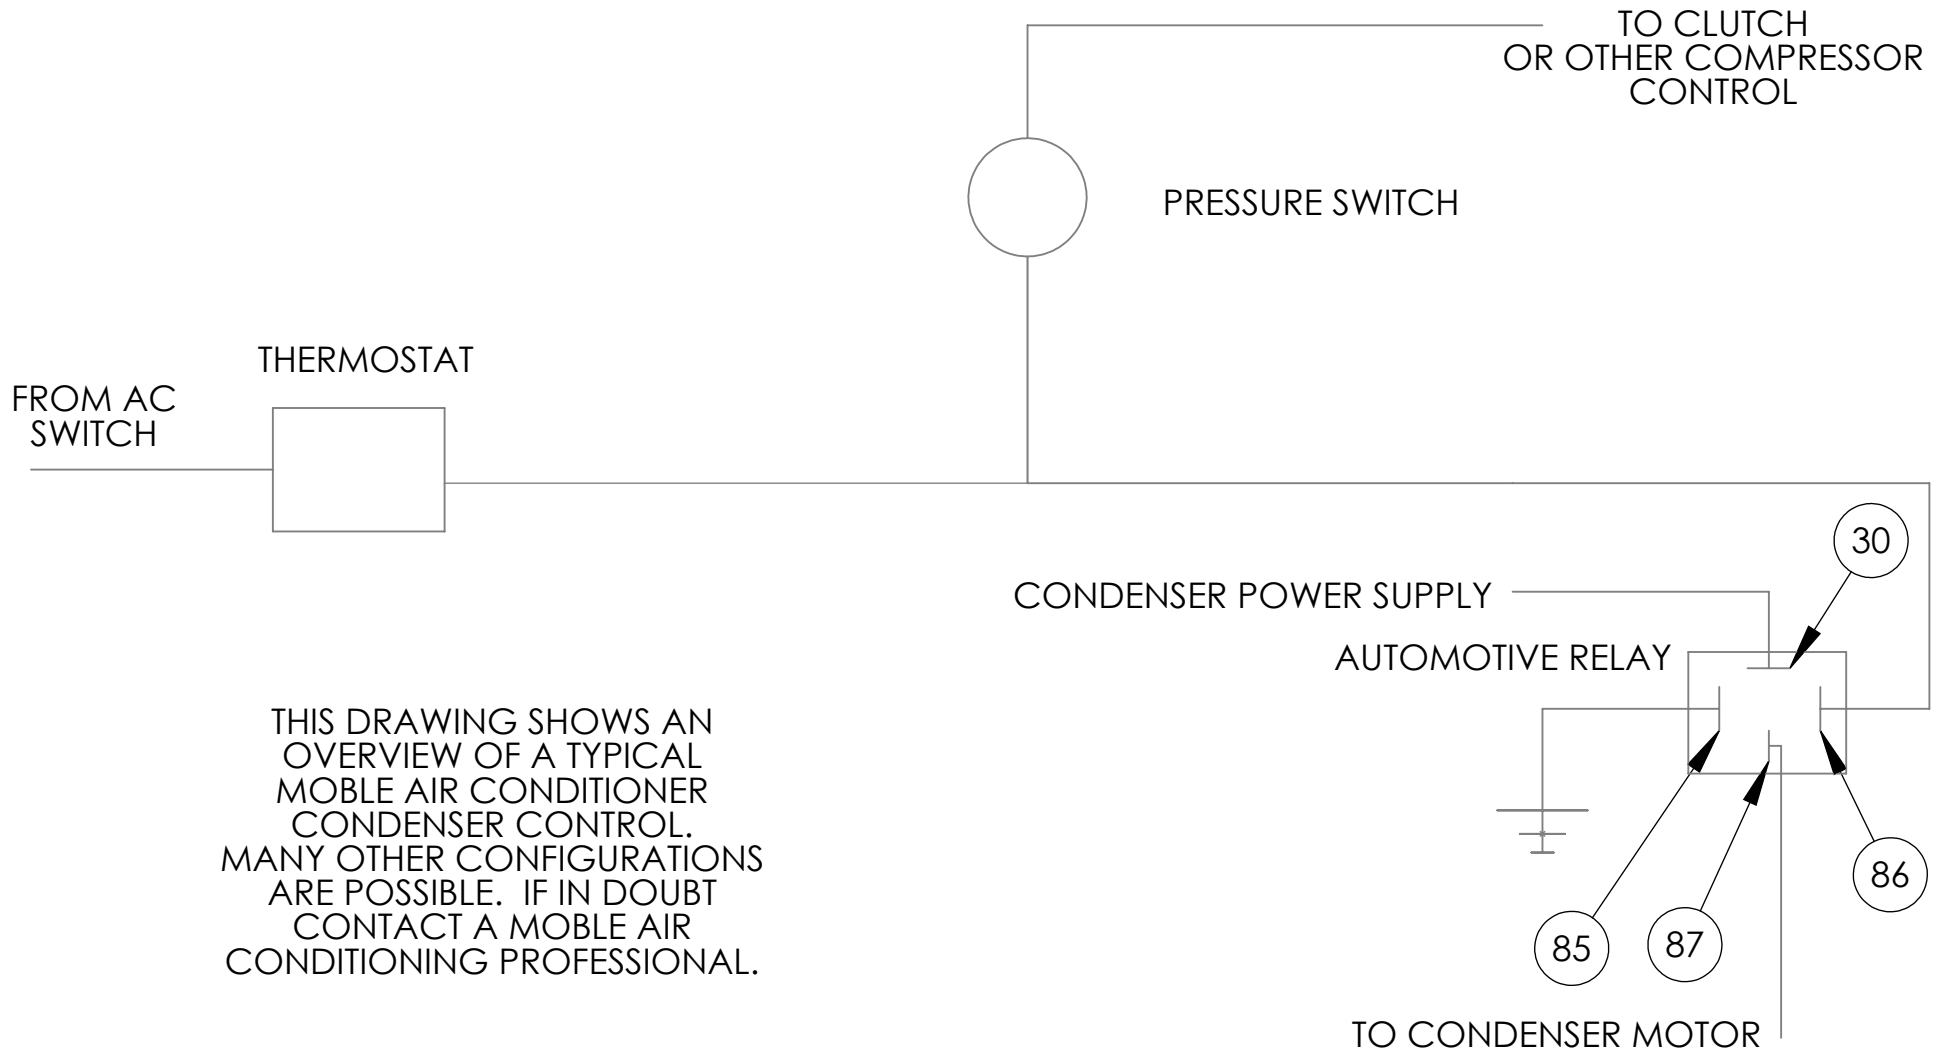 TO CLUTCH
OR OTHER COMPRESSOR
CONTROL
PRESSURE SWITCH
THERMOSTAT
FROM AC
SWITCH
30
CONDENSER POWER SUPPLY
AUTOMOTIVE RELAY
THIS DRAWING SHOWS AN
OVERVIEW OF A TYPICAL
MOBLE AIR CONDITIONER
CONDENSER CONTROL.
MANY OTHER CONFIGURATIONS
ARE POSSIBLE.  IF IN DOUBT
CONTACT A MOBLE AIR
CONDITIONING PROFESSIONAL.
86
85
87
TO CONDENSER MOTOR